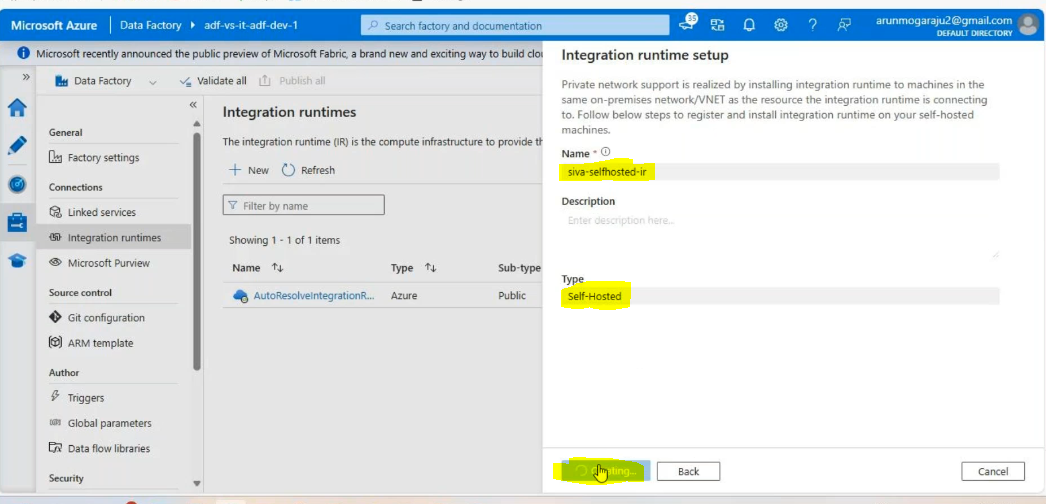 Microsoft Azure
Data Factory
adf-vs-it-adf-dev-1
Search factory and documentation
35
arunmogaraju2@gmail.com
DEFAULT DIRECTORY
Microsoft recently announced the public preview of Microsoft Fabric, a brand new and exciting way to build clou
Data Factory
Validate all
Publish all
General
Factory settings
Connections
Linked services
Integration runtimes
Microsoft Purview
Source control
Git configuration
ARM template
Author
Triggers
Global parameters
Data flow libraries
Security
Integration runtimes
The integration runtime (IR) is the compute infrastructure to provide th
New
Refresh
Filter by name
Showing 1 - 1 of 1 items
Name Type Sub-type
AutoResolveIntegrationR... Azure Public
Integration runtime setup
Private network support is realized by installing integration runtime to machines in the
same on-premises network/VNET as the resource the integration runtime is connecting
to. Follow below steps to register and install integration runtime on your self-hosted
machines.
Name *
siva-selfhosted-ir
Description
Enter description here...
Type
Self-Hosted
Creating...
Back
Cancel